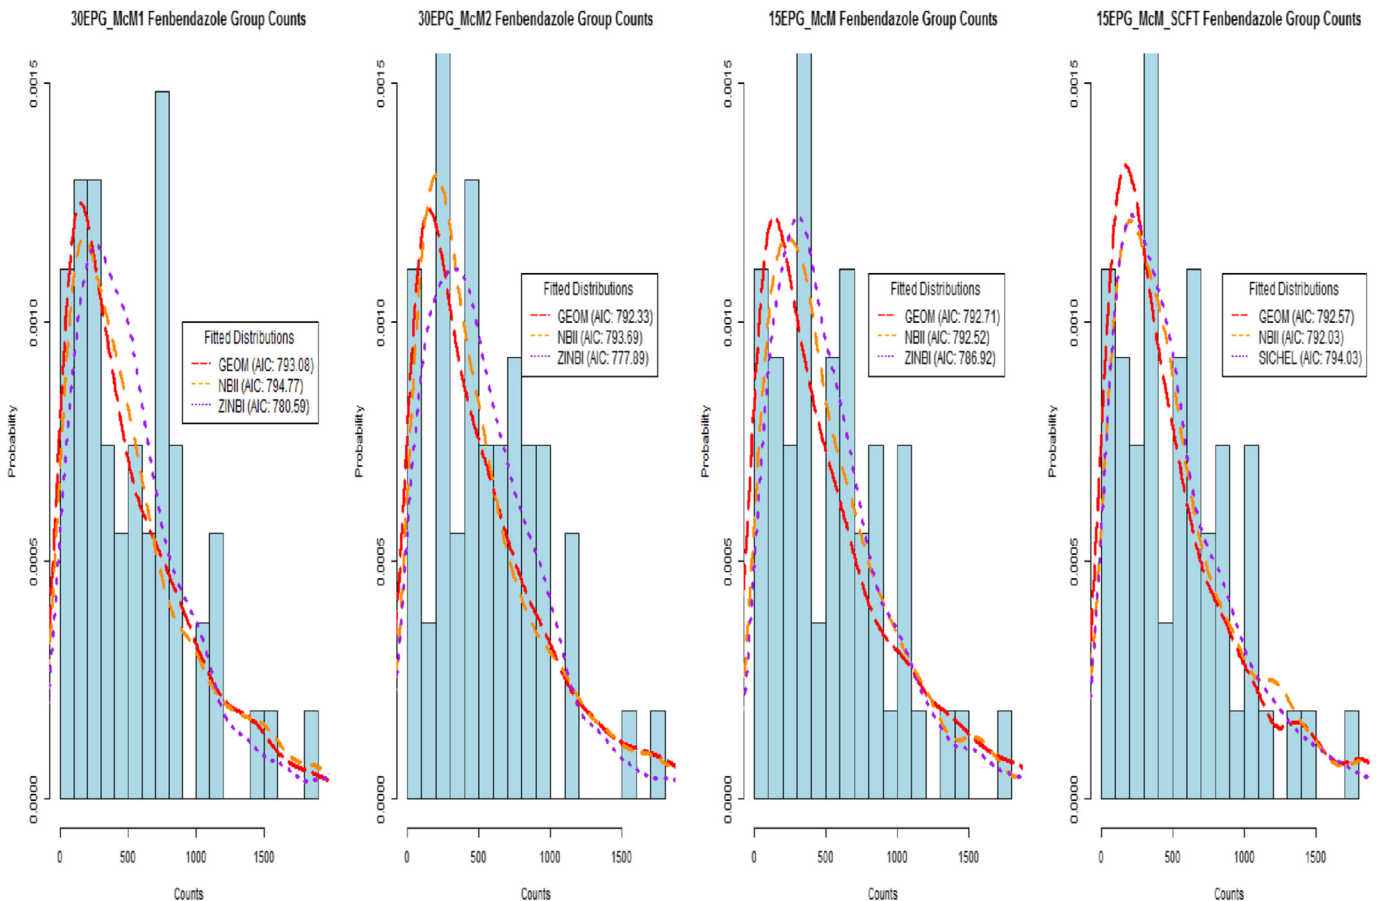 30EPG_McM1 Fenbendazole Group Counts
Probability
0.0015
0.0010
0.0005
0.0000
Fitted Distributions
GEOM (AIC: 793.08)
NBII (AIC: 794.77)
ZINBI (AIC: 780.59)
0 500 1000 1500
Counts
30EPG_McM2 Fenbendazole Group Counts
Probability
0.0015
0.0010
0.0005
0.0000
Fitted Distributions
GEOM (AIC: 792.33)
NBII (AIC: 793.69)
ZINBI (AIC: 777.89)
0 500 1000 1500
Counts
15EPG_McM Fenbendazole Group Counts
Probability
0.0015
0.0010
0.0005
0.0000
Fitted Distributions
GEOM (AIC: 792.71)
NBII (AIC: 792.52)
ZINBI (AIC: 786.92)
0 500 1000 1500
Counts
15EPG_McM_SCFT Fenbendazole Group Counts
Probability
0.0015
0.0010
0.0005
0.0000
Fitted Distributions
GEOM (AIC: 792.57)
NBII (AIC: 792.03)
SICHEL (AIC: 794.03)
0 500 1000 1500
Counts